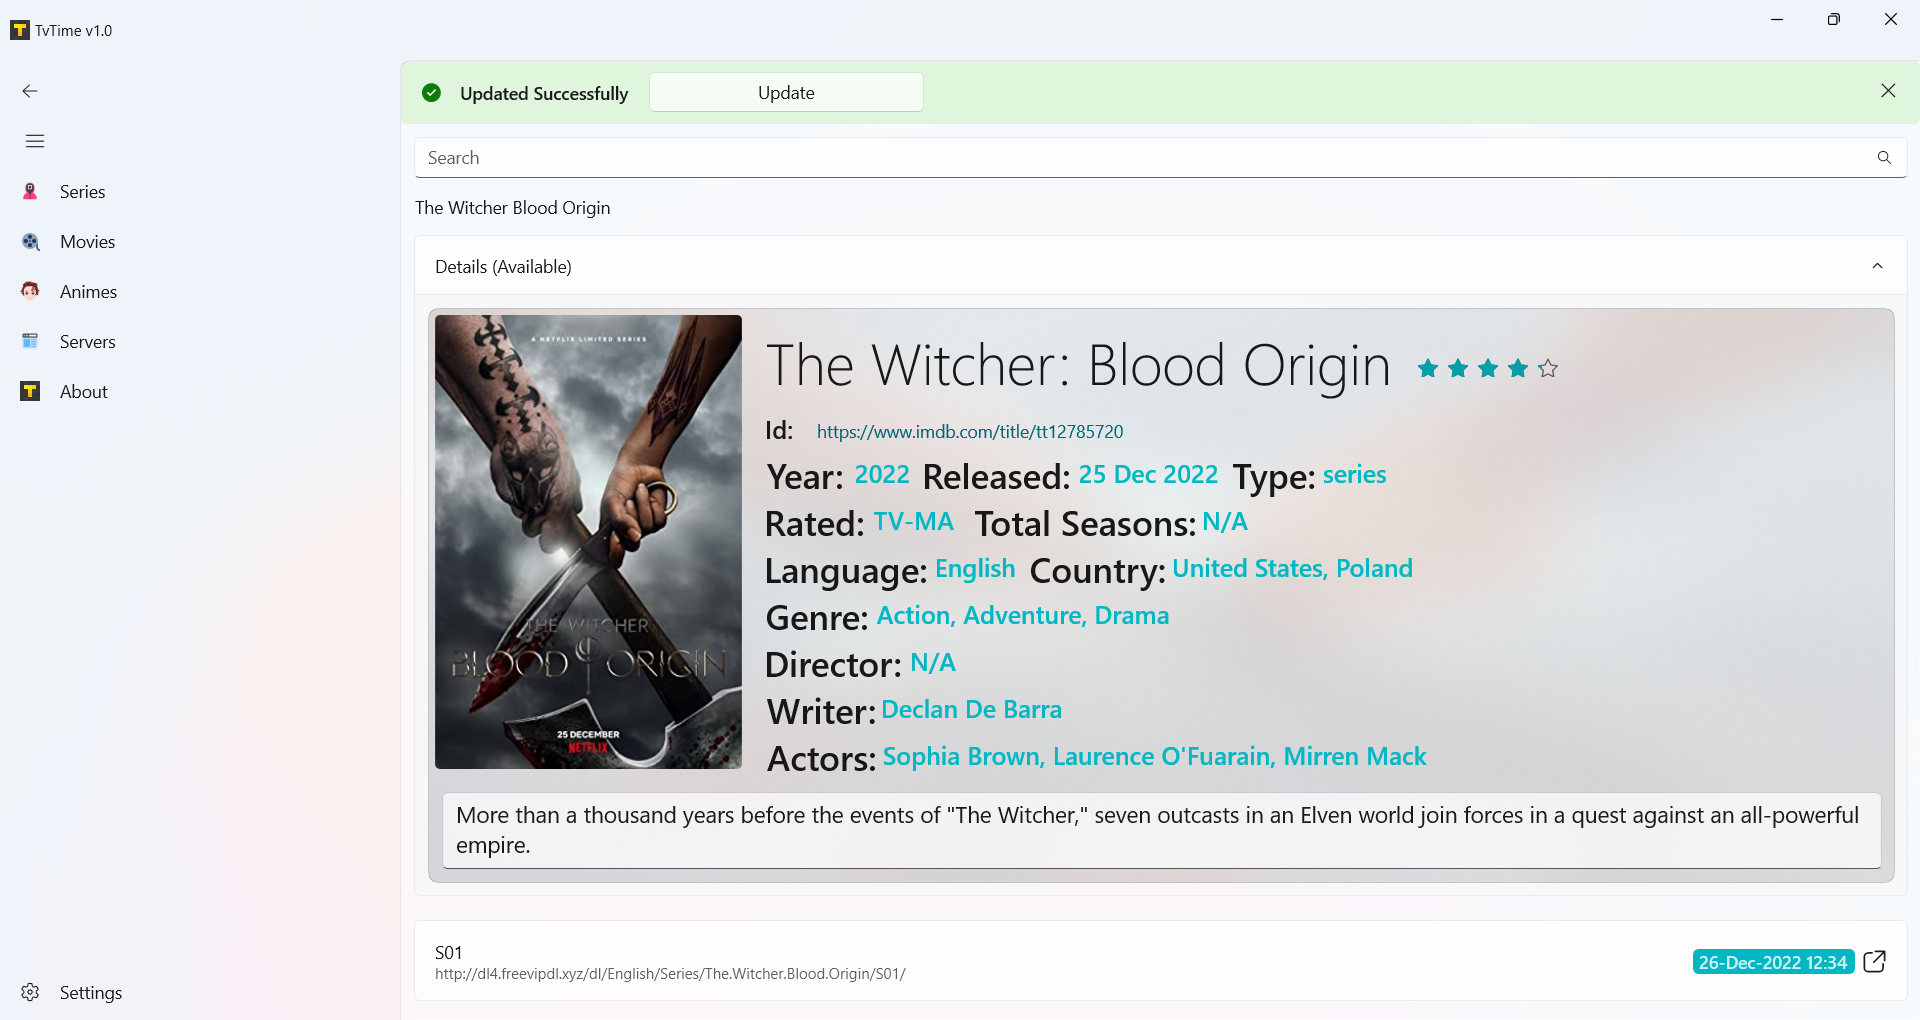 TvTime v1.0
Updated Successfully
Update
Search
Series
The Witcher Blood Origin
Movies
Details (Available)
Animes
Servers
About
A NETFLIX LIMITED SERIES
THE WITCHER
BLOOD ORIGIN
25 DECEMBER
NETFLIX
The Witcher: Blood Origin
Id: https://www.imdb.com/title/tt12785720
Year: 2022 Released: 25 Dec 2022 Type: series
Rated: TV-MA Total Seasons: N/A
Language: English Country: United States, Poland
Genre: Action, Adventure, Drama
Director: N/A
Writer: Declan De Barra
Actors: Sophia Brown, Laurence O'Fuarain, Mirren Mack
More than a thousand years before the events of "The Witcher," seven outcasts in an Elven world join forces in a quest against an all-powerful
empire.
S01
http://dl4.freevipdl.xyz/dl/English/Series/The.Witcher.Blood.Origin/S01/
26-Dec-2022 12:34
Settings